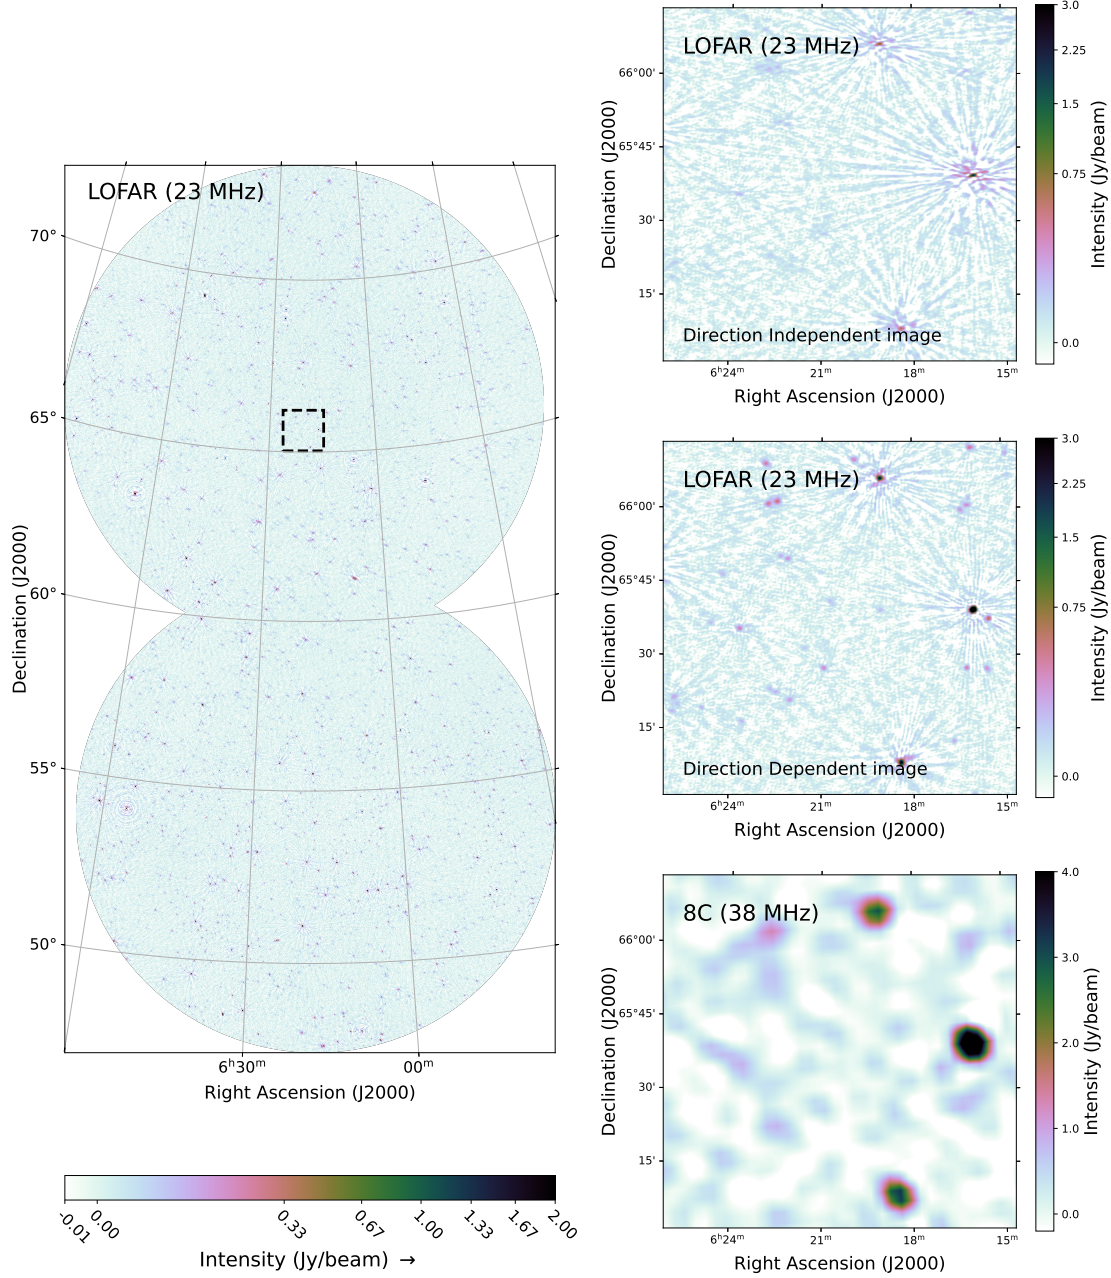 LOFAR (23 MHz)
70°
65°
60°
55°
50°
Declination (J2000)
6ʰ30ᵐ
00ᵐ
Right Ascension (J2000)
-0.01
0.00
0.33
0.67
1.00
1.33
1.67
2.00
Intensity (Jy/beam) →
LOFAR (23 MHz)
Direction Independent image
66°00'
65°45'
30'
15'
Declination (J2000)
6ʰ24ᵐ
21ᵐ
18ᵐ
15ᵐ
Right Ascension (J2000)
3.0
2.25
1.5
0.75
0.0
Intensity (Jy/beam)
LOFAR (23 MHz)
Direction Dependent image
66°00'
65°45'
30'
15'
Declination (J2000)
6ʰ24ᵐ
21ᵐ
18ᵐ
15ᵐ
Right Ascension (J2000)
3.0
2.25
1.5
0.75
0.0
Intensity (Jy/beam)
8C (38 MHz)
66°00'
65°45'
30'
15'
Declination (J2000)
6ʰ24ᵐ
21ᵐ
18ᵐ
15ᵐ
Right Ascension (J2000)
4.0
3.0
2.0
1.0
0.0
Intensity (Jy/beam)